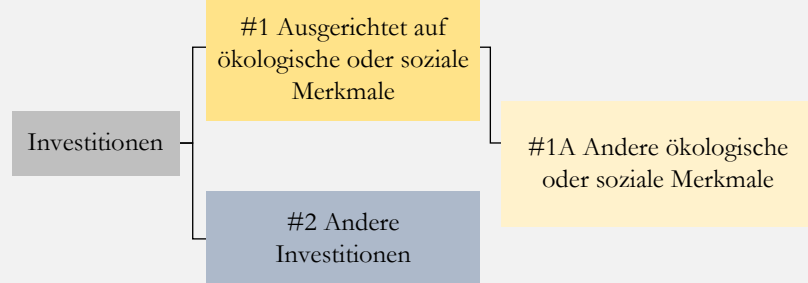 Investitionen
#1 Ausgerichtet auf
ökologische oder soziale
Merkmale
#2 Andere
Investitionen
#1A Andere ökologische
oder soziale Merkmale